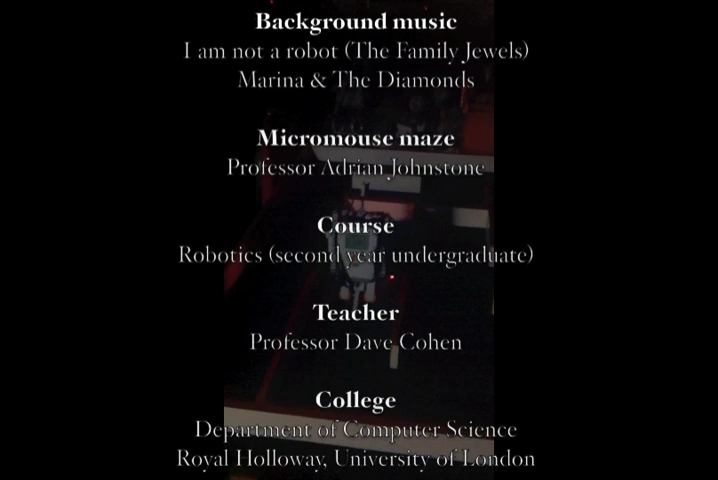 Background music
I am not a robot (The Family Jewels)
Marina & The Diamonds
Micromouse maze
Professor Adrian Johnstone
Course
Robotics (second year undergraduate)
Teacher
Professor Dave Cohen
College
Department of Computer Science
Royal Holloway, University of London